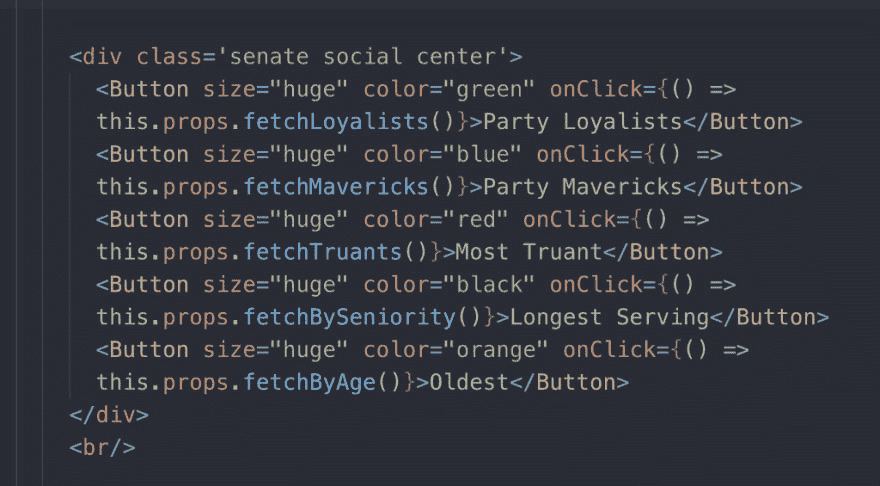 <div class='senate social center'>
<Button size="huge" color="green" onClick={() =>
this.props.fetchLoyalists()}>Party Loyalists</Button>
<Button size="huge" color="blue" onClick={() =>
this.props.fetchMavericks()}>Party Mavericks</Button>
<Button size="huge" color="red" onClick={() =>
this.props.fetchTruants()}>Most Truant</Button>
<Button size="huge" color="black" onClick={() =>
this.props.fetchBySeniority()}>Longest Serving</Button>
<Button size="huge" color="orange" onClick={() =>
this.props.fetchByAge()}>Oldest</Button>
</div>
<br/>